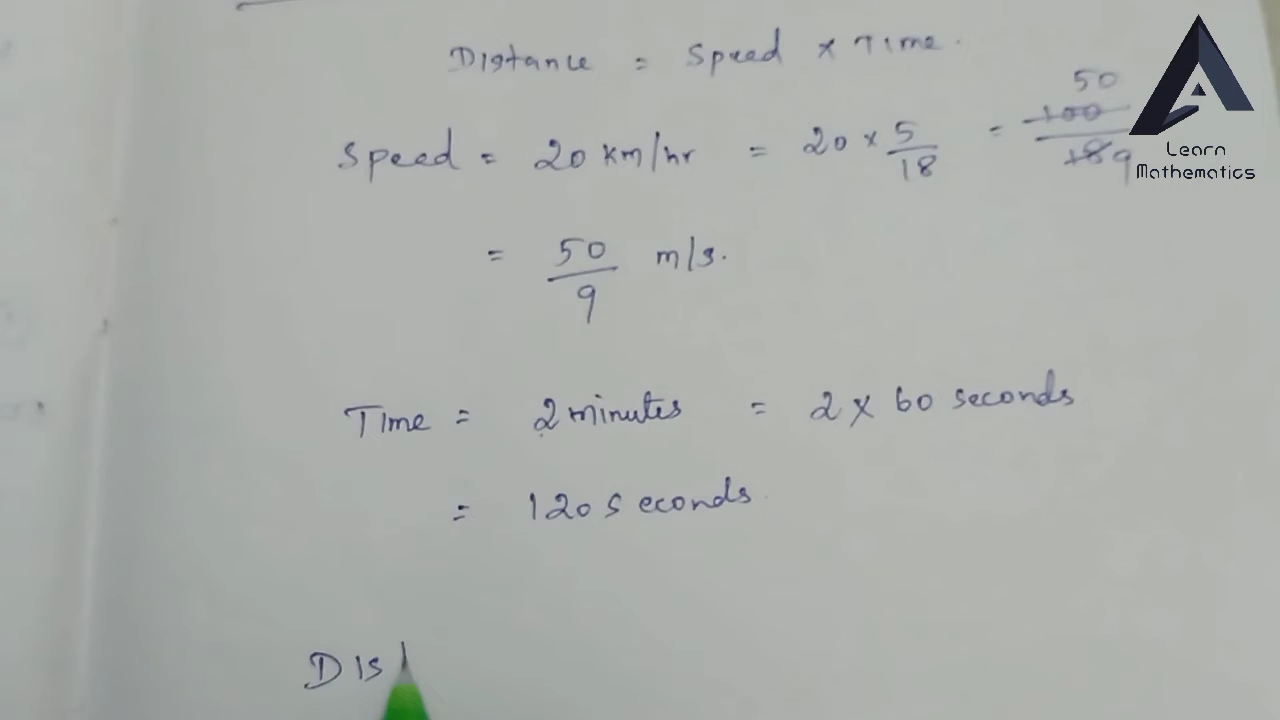 Distance = Speed × Time.
Speed = 20 km/hr = 20 × 5/18 = 50 100/18 9
= 50/9 m/s.
Time = 2 minutes = 2 × 60 seconds
= 120 seconds.
Dis
Learn
Mathematics